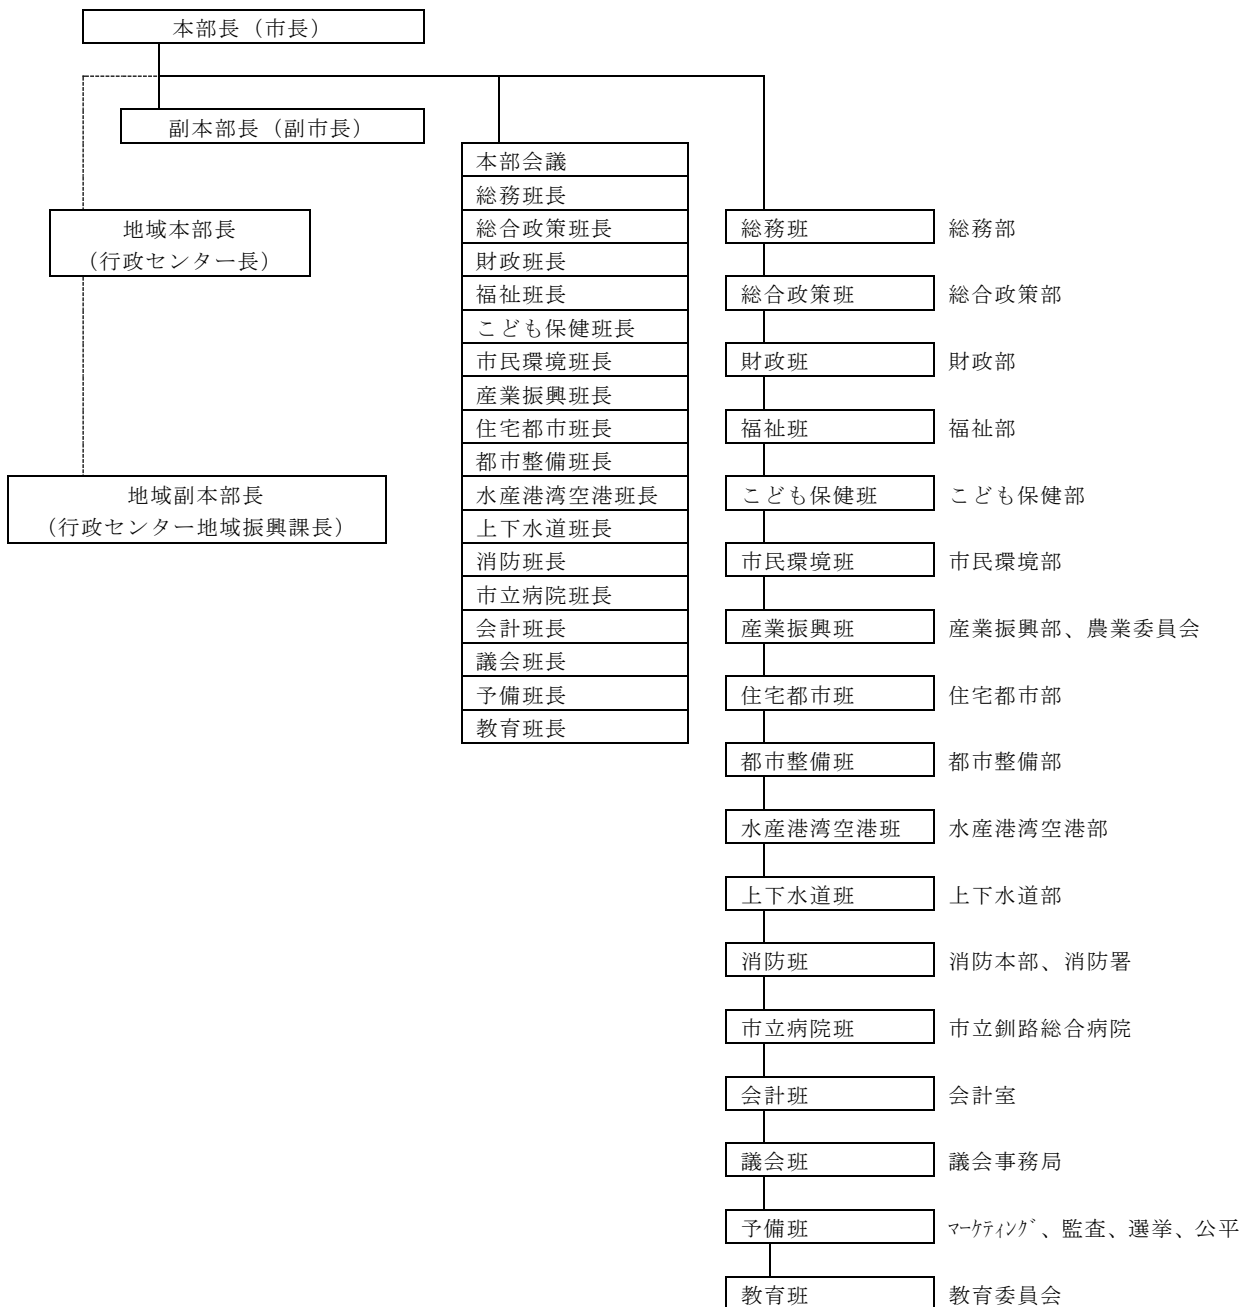 本部長（市長）
副本部長（副市長）
地域本部長
（行政センター長）
地域副本部長
（行政センター地域振興課長）
本部会議
総務班長
総合政策班長
財政班長
福祉班長
こども保健班長
市民環境班長
産業振興班長
住宅都市班長
都市整備班長
水産港湾空港班長
上下水道班長
消防班長
市立病院班長
会計班長
議会班長
予備班長
教育班長
総務班 総務部
総合政策班 総合政策部
財政班 財政部
福祉班 福祉部
こども保健班 こども保健部
市民環境班 市民環境部
産業振興班 産業振興部、農業委員会
住宅都市班 住宅都市部
都市整備班 都市整備部
水産港湾空港班 水産港湾空港部
上下水道班 上下水道部
消防班 消防本部、消防署
市立病院班 市立釧路総合病院
会計班 会計室
議会班 議会事務局
予備班 ﾏｰｹﾃｨﾝｸﾞ、監査、選挙、公平
教育班 教育委員会